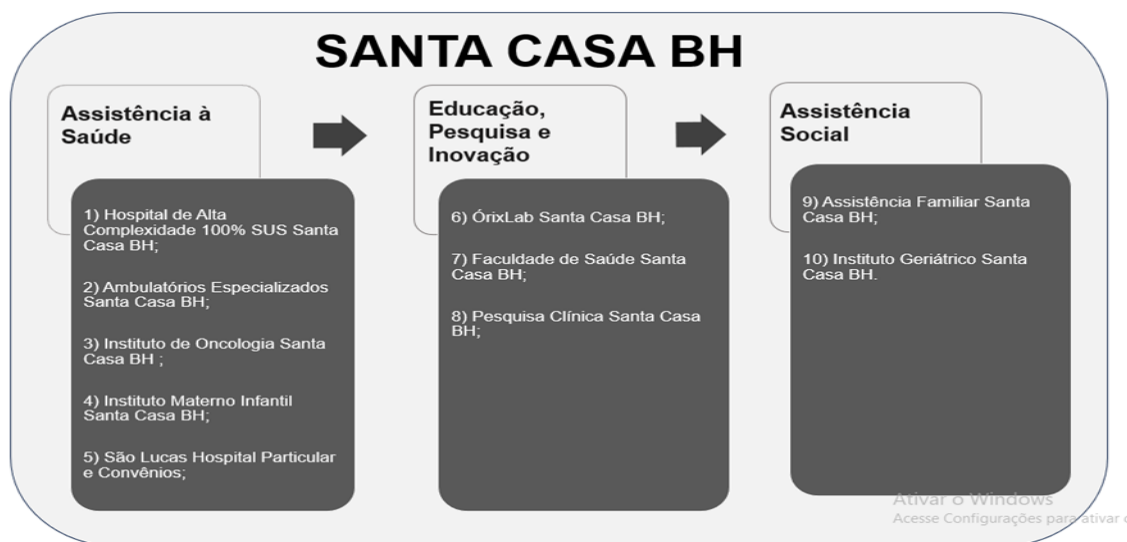 SANTA CASA BH
Assistência à
Saúde
1) Hospital de Alta
Complexidade 100% SUS Santa
Casa BH;
2) Ambulatórios Especializados
Santa Casa BH;
3) Instituto de Oncologia Santa
Casa BH ;
4) Instituto Materno Infantil
Santa Casa BH;
5) São Lucas Hospital Particular
e Convênios;
Educação,
Pesquisa e
Inovação
6) ÓrixLab Santa Casa BH;
7) Faculdade de Saúde Santa
Casa BH;
8) Pesquisa Clínica Santa Casa
BH;
Assistência
Social
9) Assistência Familiar Santa
Casa BH;
10) Instituto Geriátrico Santa
Casa BH.
Ativar o Windows
Acesse Configurações para ativar